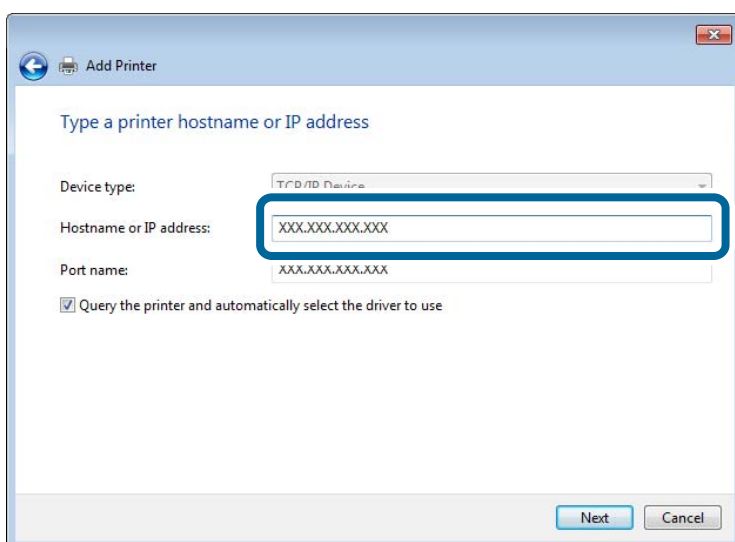 Add Printer
Type a printer hostname or IP address
Device type: TCP/IP Device
Hostname or IP address: XXX.XXX.XXX.XXX
Port name: XXX.XXX.XXX.XXX
Query the printer and automatically select the driver to use
Next Cancel